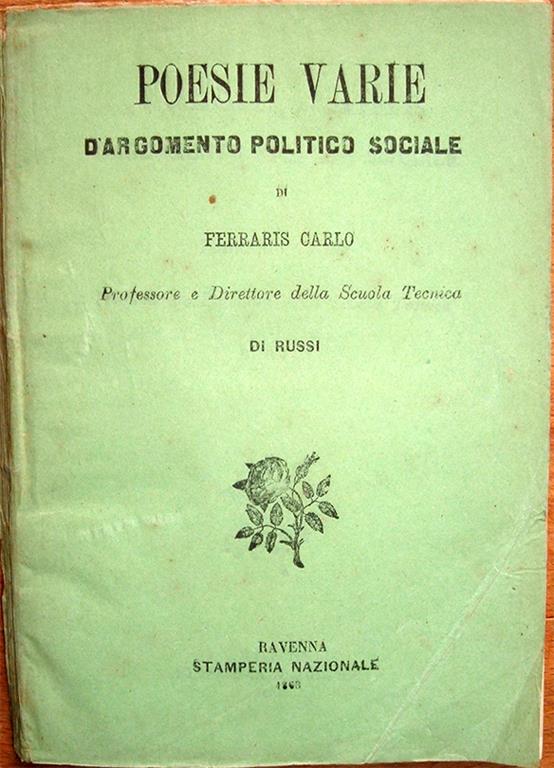 POESIE VARIE
D'ARGOMENTO POLITICO SOCIALE
DI
FERRARIS CARLO
Professore e Direttore della Scuola Tecnica
DI RUSSI
RAVENNA
STAMPERIA NAZIONALE
1868